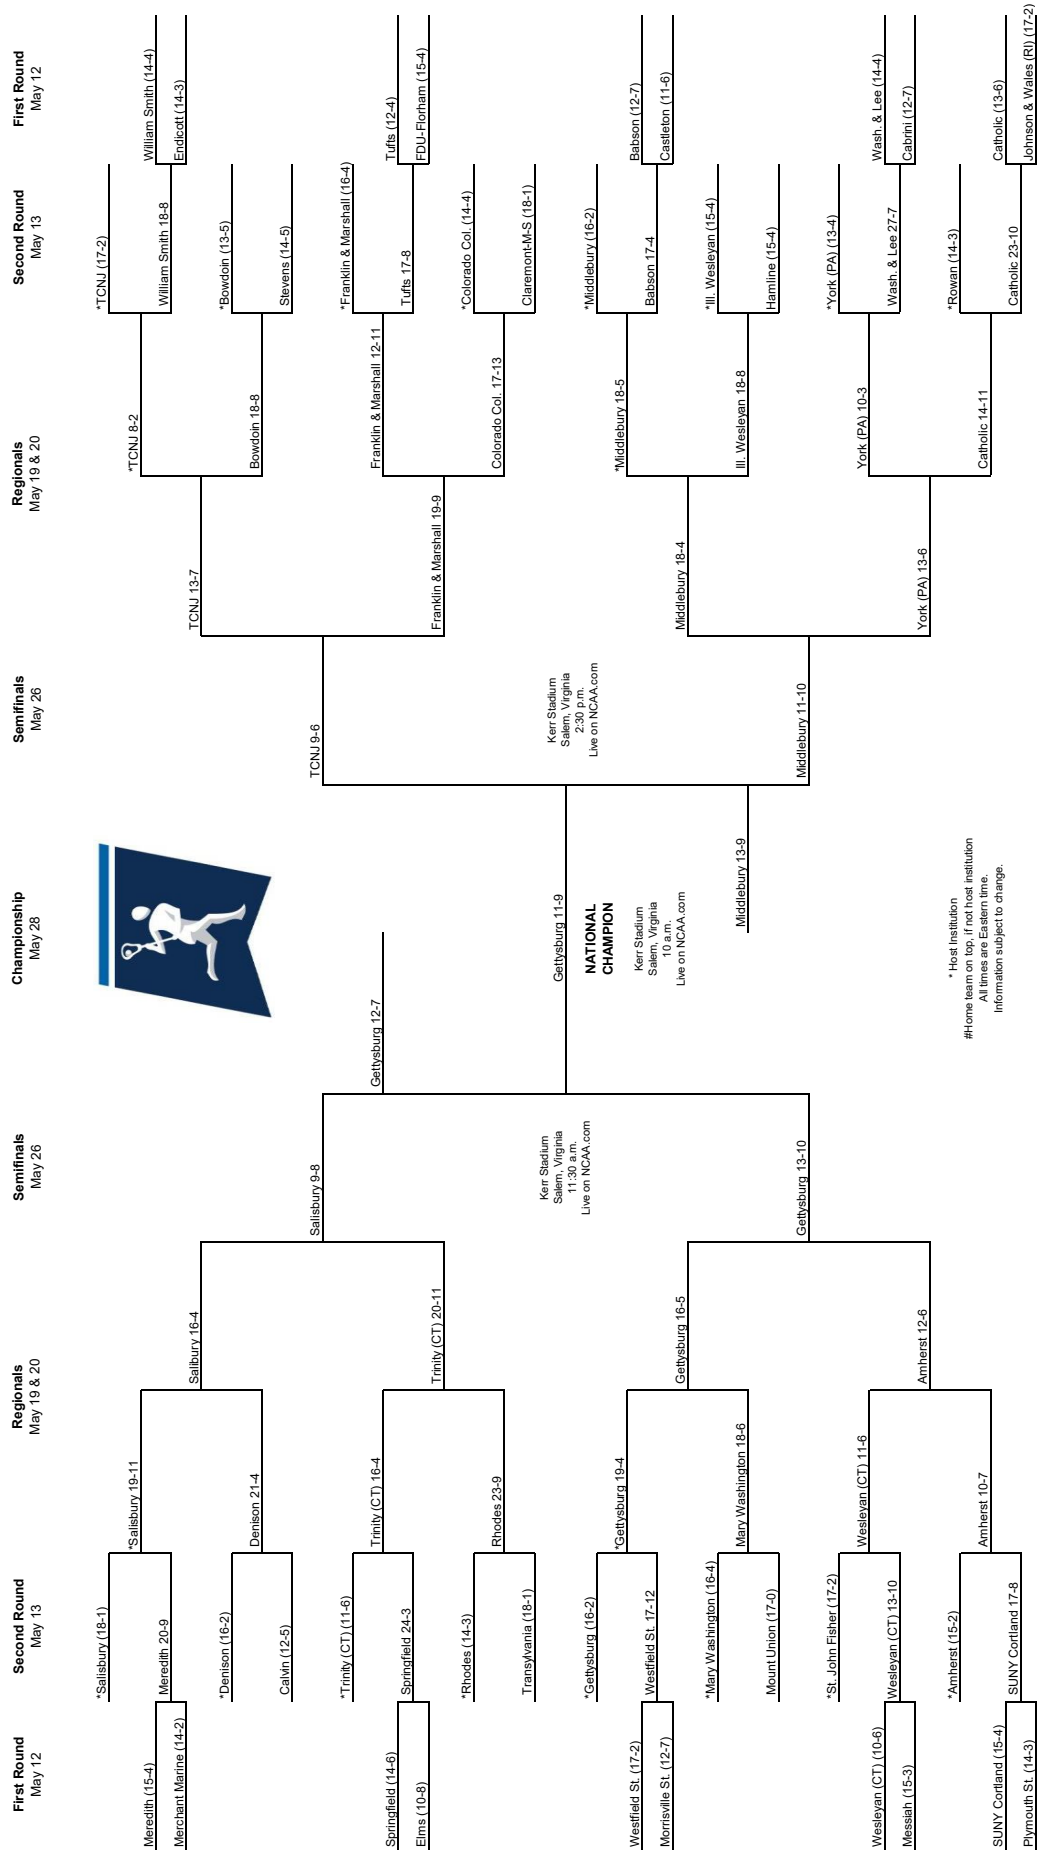 First Round
May 12
Second Round
May 13
Regionals
May 19 & 20
Semifinals
May 26
Championship
May 28
Semifinals
May 26
Regionals
May 19 & 20
Second Round
May 13
First Round
May 12
Meredith (15-4)
Merchant Marine (14-2)
Springfield (14-6)
Elms (10-8)
Westfield St. (17-2)
Morrisville St. (12-7)
Wesleyan (CT) (10-6)
Messiah (15-3)
SUNY Cortland (15-4)
Plymouth St. (14-3)
*Salisbury (18-1)
Meredith 20-9
*Denison (16-2)
Calvin (12-5)
*Trinity (CT) (11-6)
Springfield 24-3
*Rhodes (14-3)
Transylvania (18-1)
*Gettysburg (16-2)
Westfield St. 17-12
*Mary Washington (16-4)
Mount Union (17-0)
*St. John Fisher (17-2)
Wesleyan (CT) 13-10
*Amherst (15-2)
SUNY Cortland 17-8
*Salisbury 19-11
Denison 21-4
Trinity (CT) 16-4
Rhodes 23-9
*Gettysburg 19-4
Mary Washington 18-6
Wesleyan (CT) 11-6
Amherst 10-7
Salibury 16-4
Trinity (CT) 20-11
Gettysburg 16-5
Amherst 12-6
Salisbury 9-8
Gettysburg 13-10
Kerr Stadium
Salem, Virginia
11:30 a.m.
Live on NCAA.com
Gettysburg 12-7
Gettysburg 11-9
NATIONAL
CHAMPION
Kerr Stadium
Salem, Virginia
10 a.m.
Live on NCAA.com
Middlebury 13-9
* Host Institution
#Home team on top, if not host institution
All times are Eastern time.
Information subject to change.
TCNJ 9-6
Kerr Stadium
Salem, Virginia
2:30 p.m.
Live on NCAA.com
Middlebury 11-10
TCNJ 13-7
Franklin & Marshall 19-9
Middlebury 18-4
York (PA) 13-6
*TCNJ 8-2
Bowdoin 18-8
Franklin & Marshall 12-11
Colorado Col. 17-13
*Middlebury 18-5
Ill. Wesleyan 18-8
York (PA) 10-3
Catholic 14-11
*TCNJ (17-2)
William Smith 18-8
*Bowdoin (13-5)
Stevens (14-5)
*Franklin & Marshall (16-4)
Tufts 17-8
*Colorado Col. (14-4)
Claremont-M-S (18-1)
*Middlebury (16-2)
Babson 17-4
*Ill. Wesleyan (15-4)
Hamline (15-4)
*York (PA) (13-4)
Wash. & Lee 27-7
*Rowan (14-3)
Catholic 23-10
William Smith (14-4)
Endicott (14-3)
Tufts (12-4)
FDU-Florham (15-4)
Babson (12-7)
Castleton (11-6)
Wash. & Lee (14-4)
Cabrini (12-7)
Catholic (13-6)
Johnson & Wales (RI) (17-2)